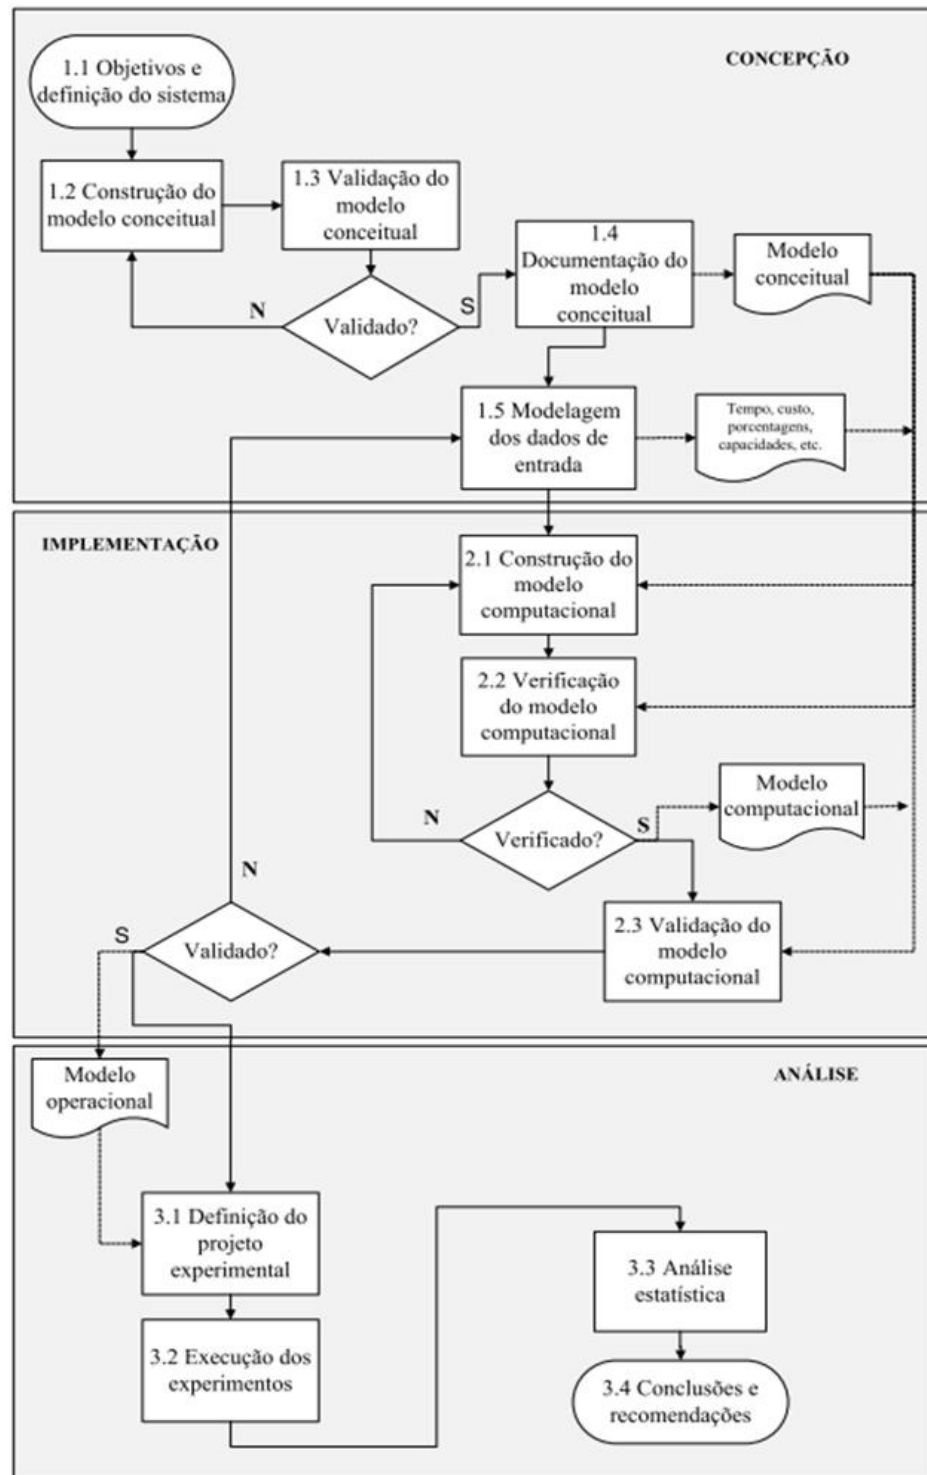 CONCEPÇÃO
1.1 Objetivos e
definição do sistema
1.2 Construção do
modelo conceitual
1.3 Validação do
modelo
conceitual
Validado?
N
S
1.4
Documentação do
modelo
conceitual
Modelo
conceitual
1.5 Modelagem
dos dados de
entrada
Tempo, custo,
porcentagens,
capacidades, etc.
IMPLEMENTAÇÃO
2.1 Construção do
modelo
computacional
2.2 Verificação
do modelo
computacional
Verificado?
N
S
Modelo
computacional
2.3 Validação do
modelo
computacional
Validado?
N
S
ANÁLISE
Modelo
operacional
3.1 Definição do
projeto
experimental
3.2 Execução dos
experimentos
3.3 Análise
estatística
3.4 Conclusões e
recomendações